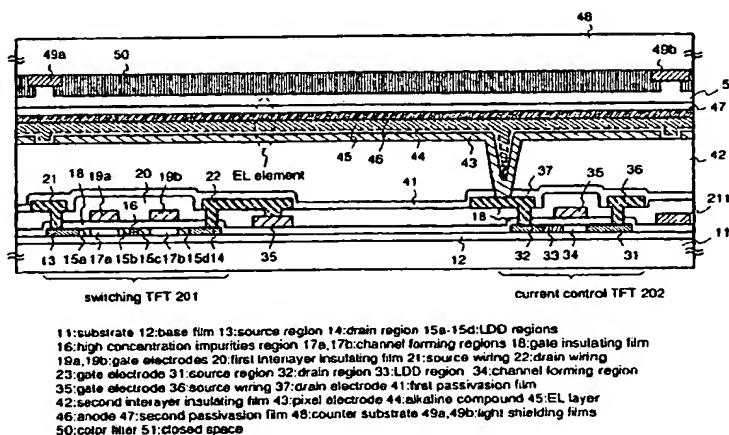 48
49a 50 49b
5
47
45 46 44 43 42
21 18 19a 20 19b 22 EL element 41 37 35 36
16 18 211
11
13 15a 17a 15b 15c 17b 15d 14 35 12 32 33 34 31
switching TFT 201 current control TFT 202
11:substrate 12:base film 13:source region 14:drain region 15a-15d:LDD regions
16:high concentration impurities region 17a,17b:channel forming regions 18:gate insulating film
19a,19b:gate electrodes 20:first interlayer insulating film 21:source wiring 22:drain wiring
23:gate electrode 31:source region 32:drain region 33:LDD region 34:channel forming region
35:gate electrode 36:source wiring 37:drain electrode 41:first passivation film
42:second interlayer insulating film 43:pixel electrode 44:alkaline compound 45:EL layer
46:anode 47:second passivation film 48:counter substrate 49a,49b:light shielding films
50:color filter 51:closed space